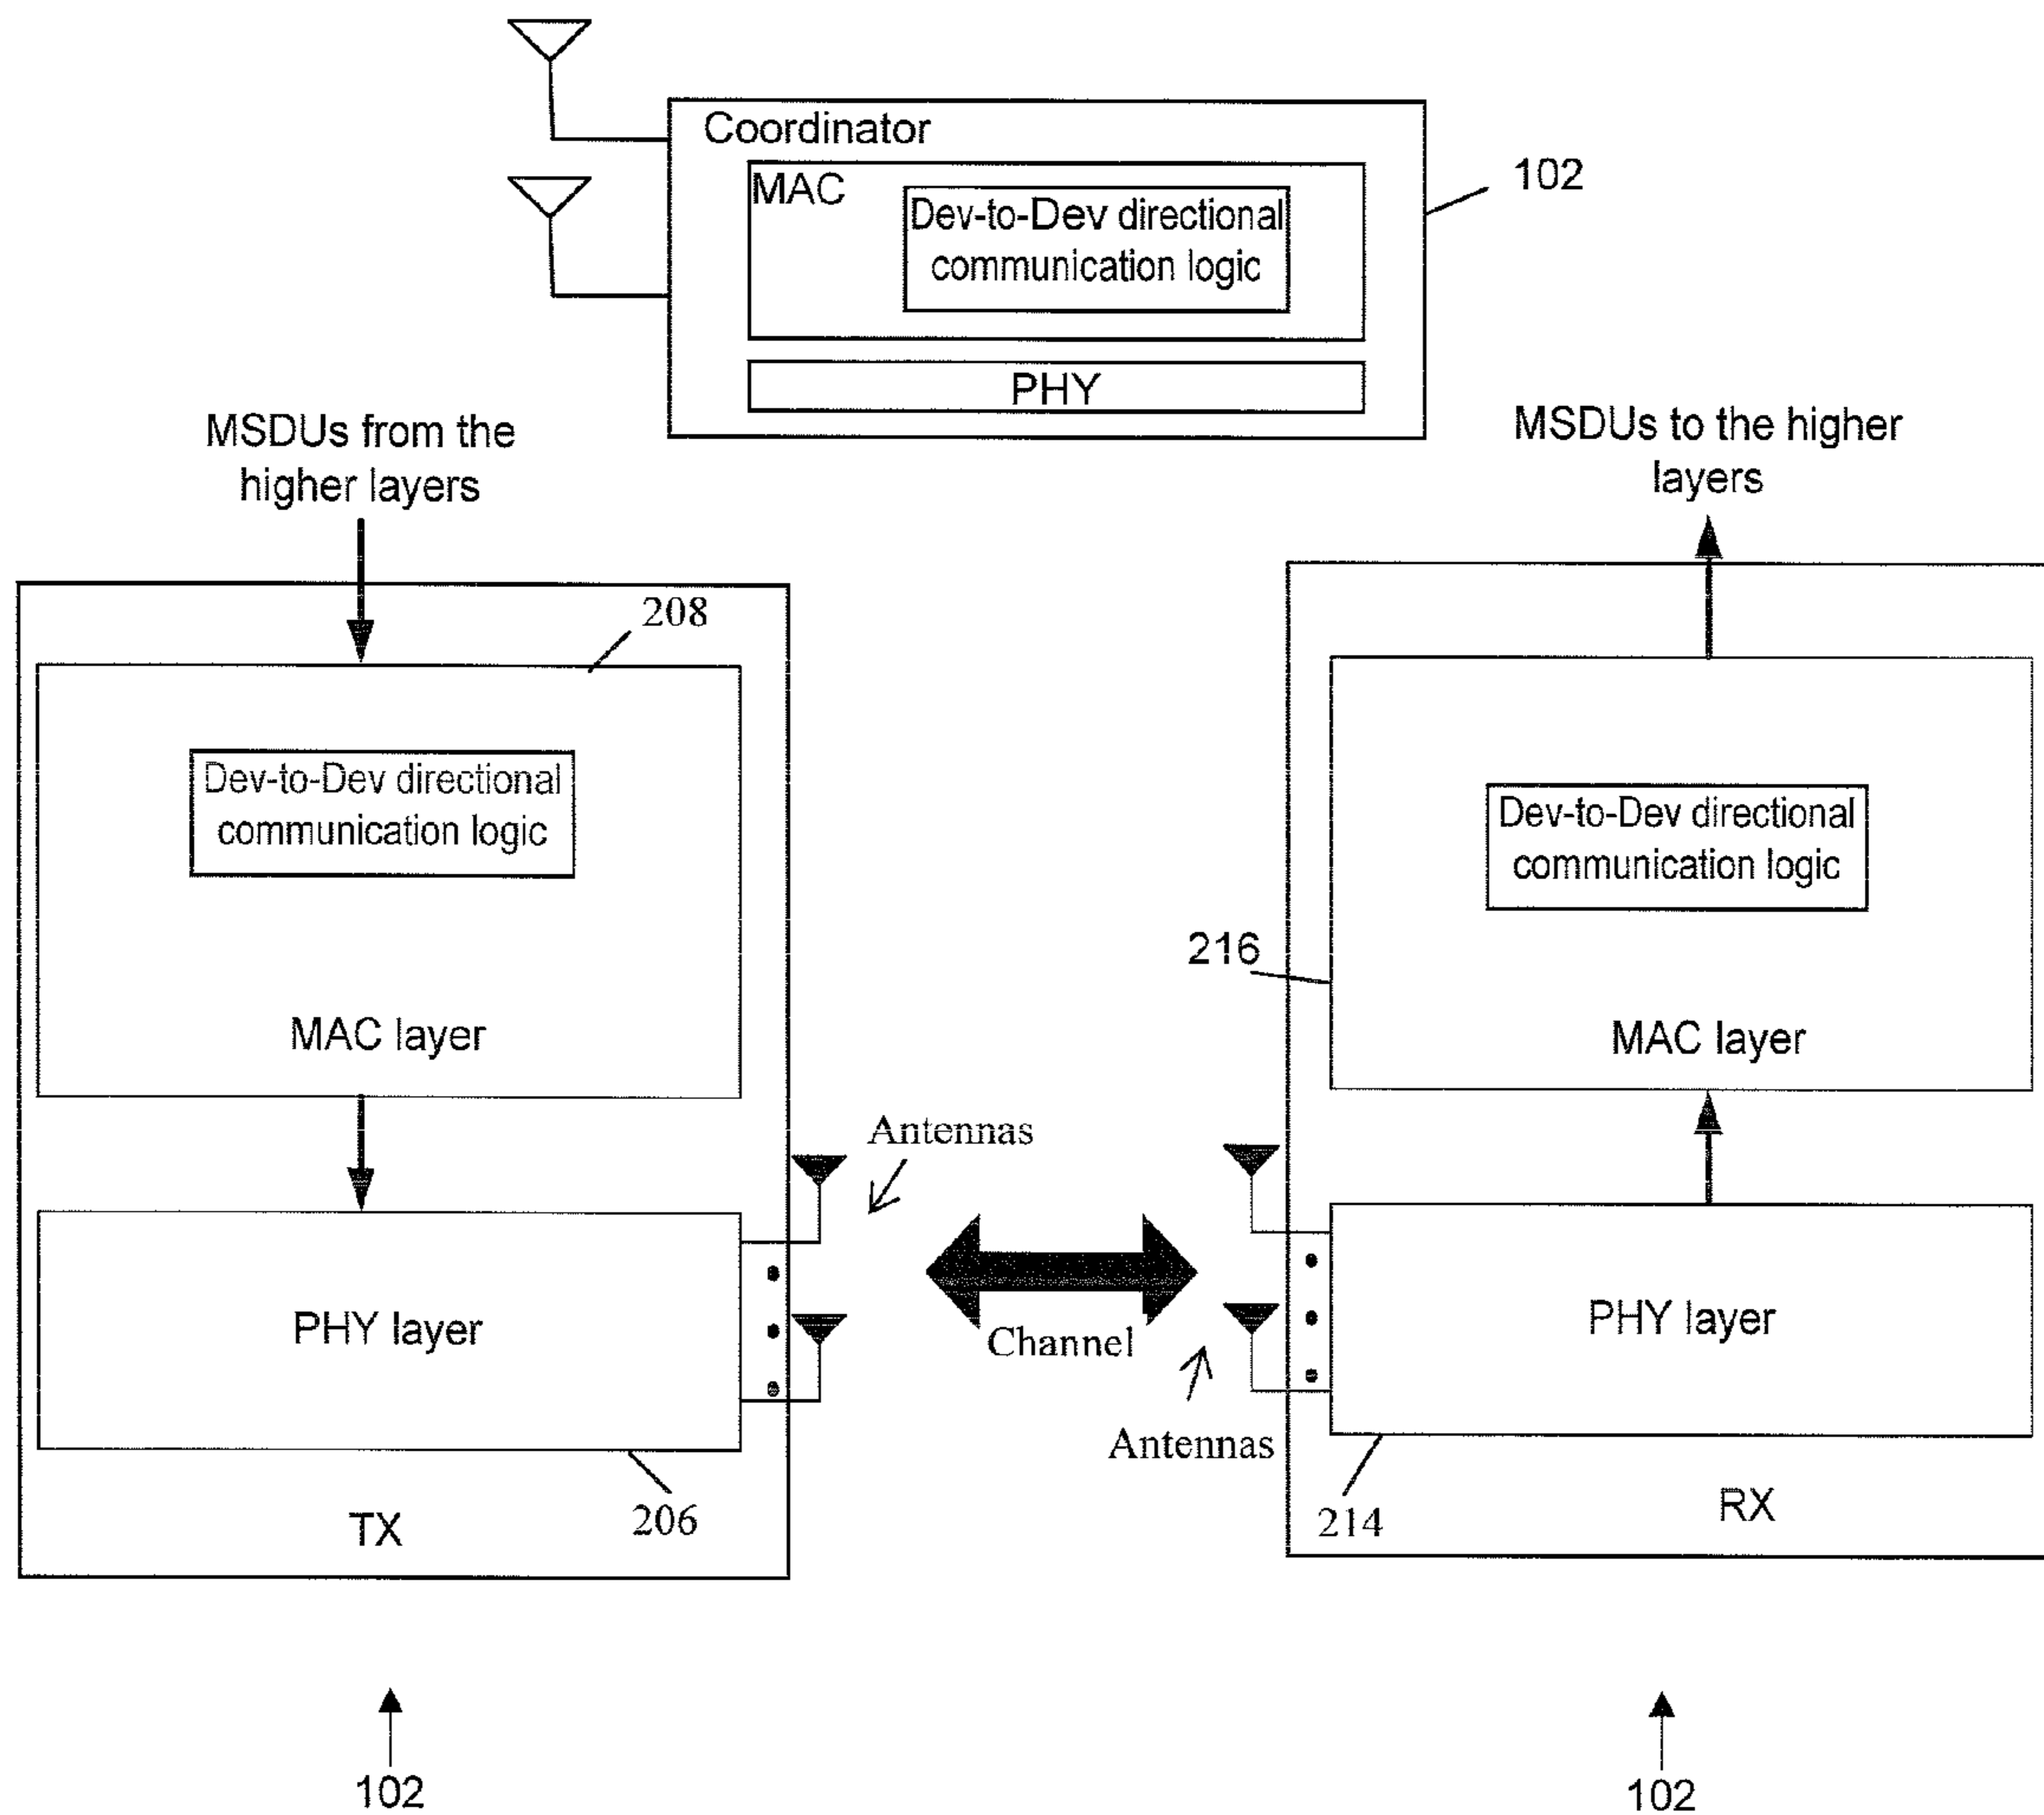 Coordinator
MAC
Dev-to-Dev directional
communication logic
102
PHY
MSDUs from the
higher layers
MSDUs to the higher
layers
208
Dev-to-Dev directional
communication logic
MAC layer
Dev-to-Dev directional
communication logic
216
MAC layer
Antennas
PHY layer
Channel
PHY layer
Antennas
206
TX
214
RX
102
102